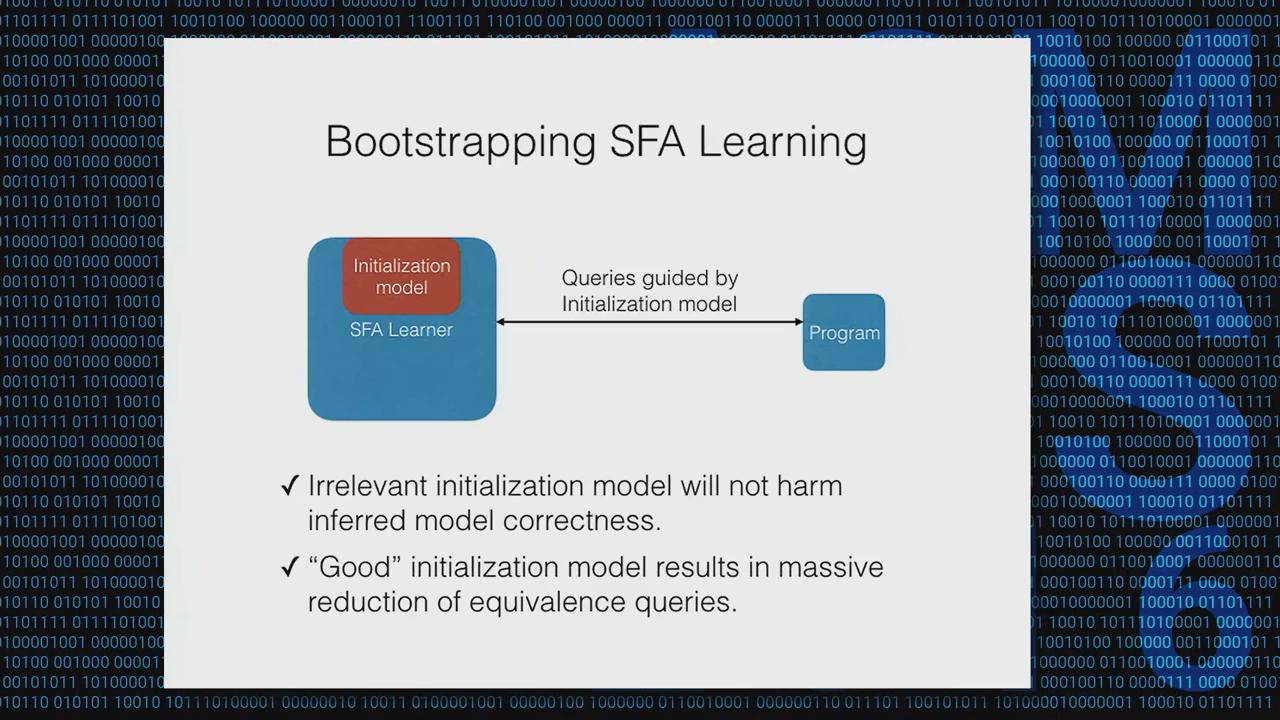 Bootstrapping SFA Learning
Initialization
model
SFA Learner
Queries guided by
Initialization model
Program
✓ Irrelevant initialization model will not harm
inferred model correctness.
✓ “Good” initialization model results in massive
reduction of equivalence queries.